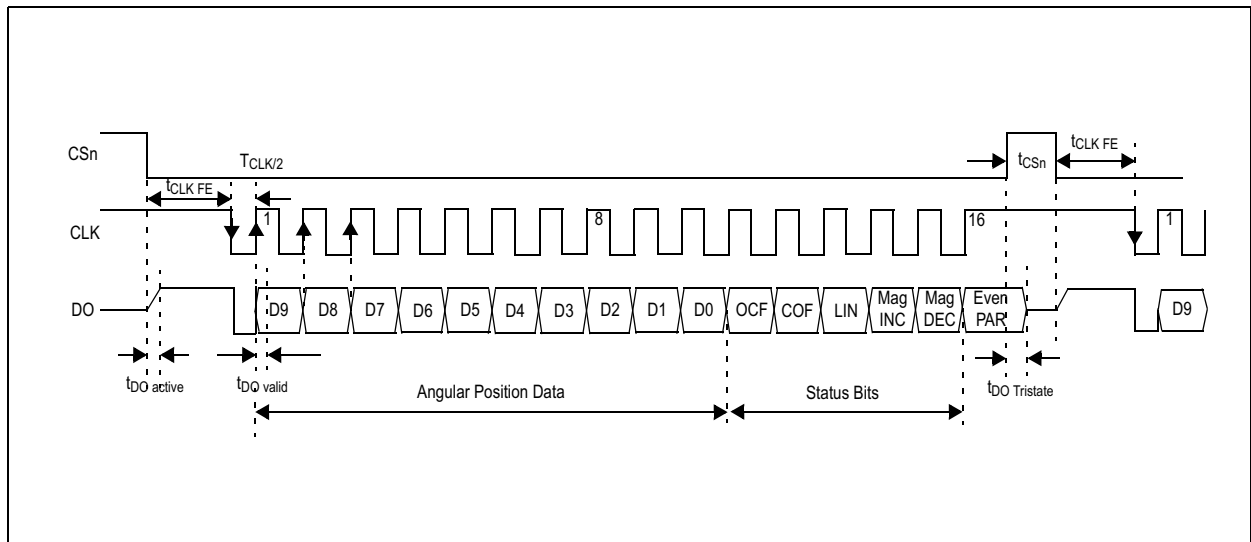 CSn
TCLK/2
tCLK FE
tCSn
tCLK FE
CLK
1
8
16
1
DO
D9 D8 D7 D6 D5 D4 D3 D2 D1 D0 OCF COF LIN Mag INC Mag DEC Even PAR D9
tDO active
tDO valid
Angular Position Data
Status Bits
tDO Tristate